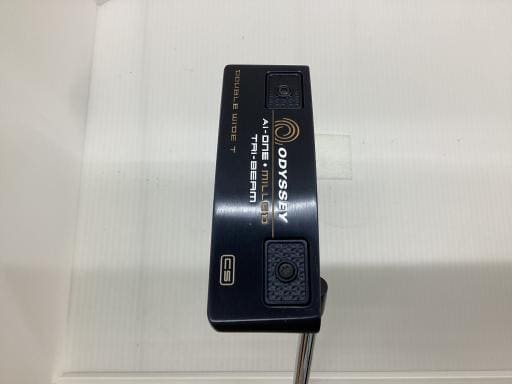 ODYSSEY
AI-ONE • MILLED
TRI-BEAM
DOUBLE WIDE T
CS